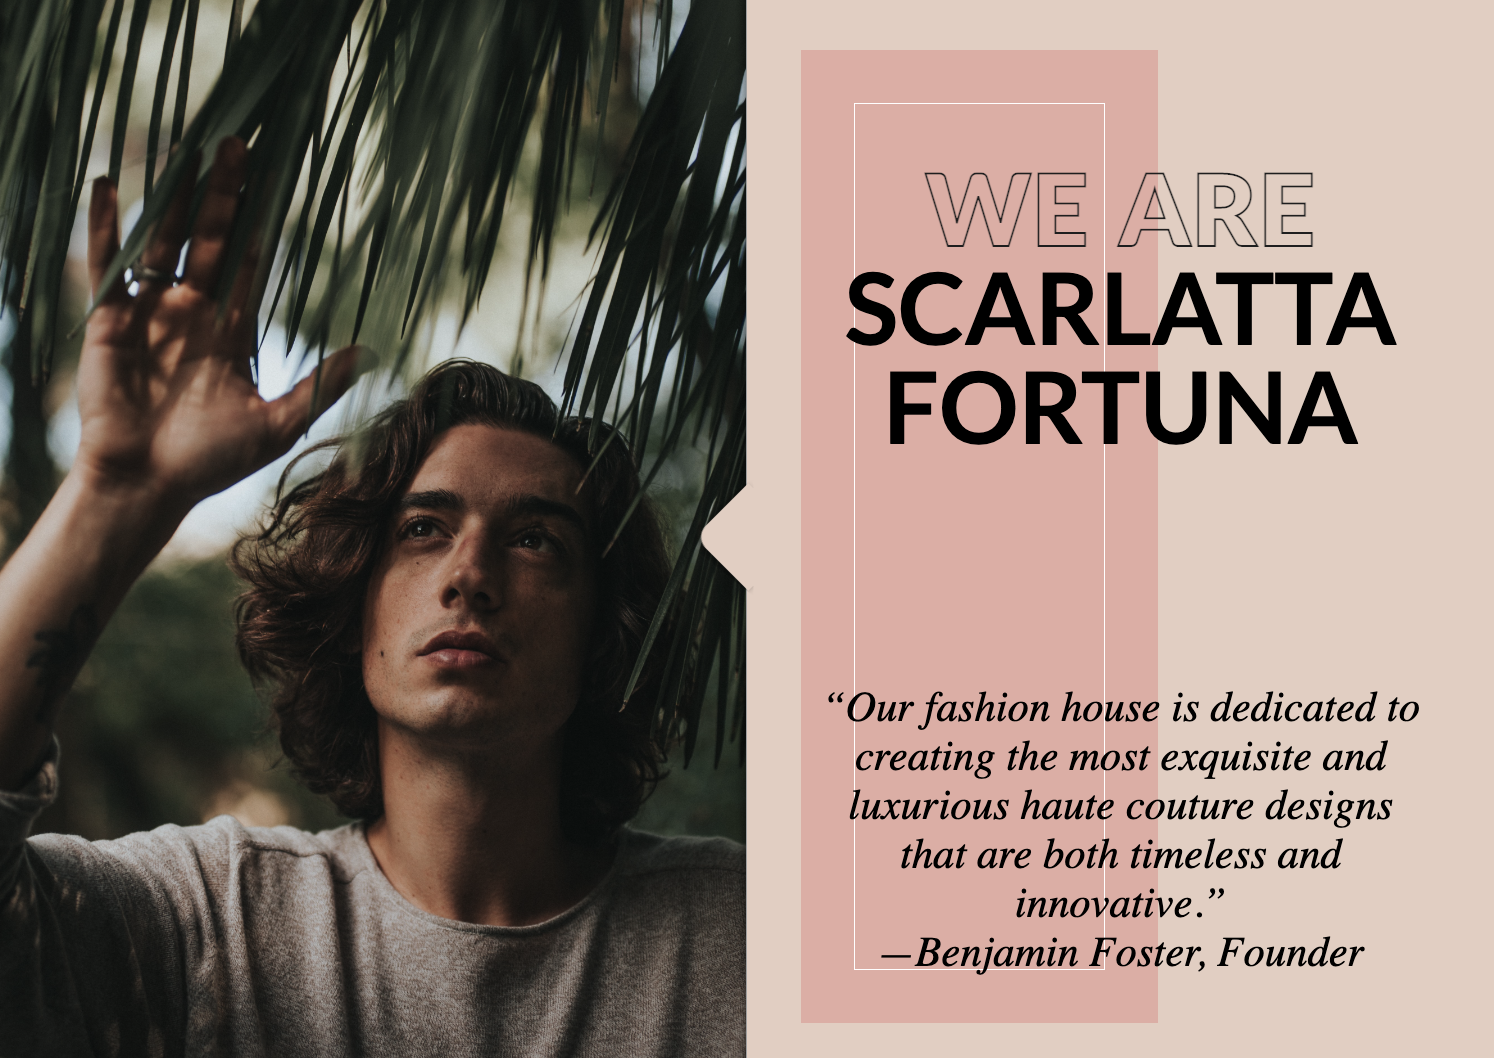 WE ARE
SCARLATTA
FORTUNA
“Our fashion house is dedicated to
creating the most exquisite and
luxurious haute couture designs
that are both timeless and
innovative.”
—Benjamin Foster, Founder